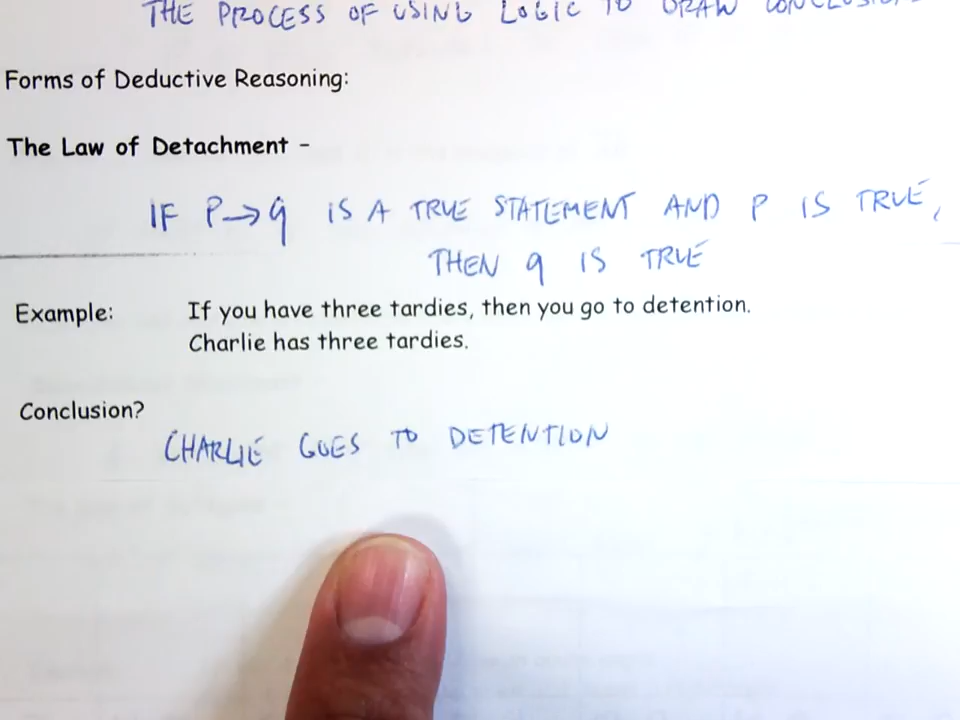 THE PROCESS OF USING LOGIC TO DRAW
Forms of Deductive Reasoning:
The Law of Detachment -
IF P→q IS A TRUE STATEMENT AND P IS TRUE,
THEN q IS TRUE
Example: If you have three tardies, then you go to detention.
Charlie has three tardies.
Conclusion?
CHARLIE GOES TO DETENTION